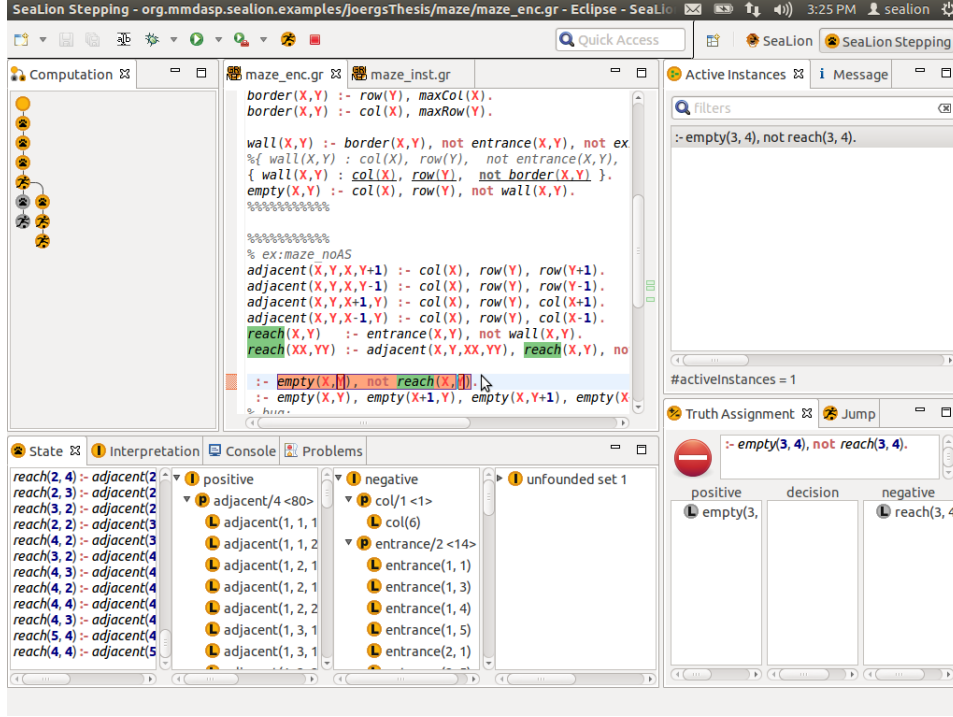 SeaLion Stepping - org.mmdasp.sealion.examples/joergsThesis/maze/maze_enc.gr - Eclipse - SeaLio
3:25 PM
sealion
Quick Access
SeaLion
SeaLion Stepping
Computation
maze_enc.gr
maze_inst.gr
border(X,Y) :- row(Y), maxCol(X).
border(X,Y) :- col(X), maxRow(Y).
wall(X,Y) :- border(X,Y), not entrance(X,Y), not ex
%{ wall(X,Y) : col(X), row(Y), not entrance(X,Y),
{ wall(X,Y) : col(X), row(Y), not border(X,Y) }.
empty(X,Y) :- col(X), row(Y), not wall(X,Y).
%%%%%%%%%%%
%%%%%%%%%%%
% ex:maze_noAS
adjacent(X,Y,X,Y+1) :- col(X), row(Y), row(Y+1).
adjacent(X,Y,X,Y-1) :- col(X), row(Y), row(Y-1).
adjacent(X,Y,X+1,Y) :- col(X), row(Y), col(X+1).
adjacent(X,Y,X-1,Y) :- col(X), row(Y), col(X-1).
reach(X,Y) :- entrance(X,Y), not wall(X,Y).
reach(XX,YY) :- adjacent(X,Y,XX,YY), reach(X,Y), no
:- empty(X,Y), not reach(X,Y).
:- empty(X,Y), empty(X+1,Y), empty(X,Y+1), empty(X
% bug:
Active Instances
Message
filters
:- empty(3, 4), not reach(3, 4).
#activeInstances = 1
Truth Assignment
Jump
:- empty(3, 4), not reach(3, 4).
positive
decision
negative
empty(3,
reach(3, 4
State
Interpretation
Console
Problems
reach(2, 4) :- adjacent(2
reach(2, 3) :- adjacent(2
reach(3, 2) :- adjacent(2
reach(2, 2) :- adjacent(3
reach(4, 2) :- adjacent(3
reach(3, 2) :- adjacent(4
reach(4, 3) :- adjacent(4
reach(4, 2) :- adjacent(4
reach(4, 4) :- adjacent(4
reach(4, 3) :- adjacent(4
reach(5, 4) :- adjacent(4
reach(4, 4) :- adjacent(5
positive
adjacent/4 <80>
adjacent(1, 1, 1
adjacent(1, 1, 2
adjacent(1, 2, 1
adjacent(1, 2, 1
adjacent(1, 2, 2
adjacent(1, 3, 1
adjacent(1, 3, 1
negative
col/1 <1>
col(6)
entrance/2 <14>
entrance(1, 1)
entrance(1, 3)
entrance(1, 4)
entrance(1, 5)
entrance(2, 1)
unfounded set 1